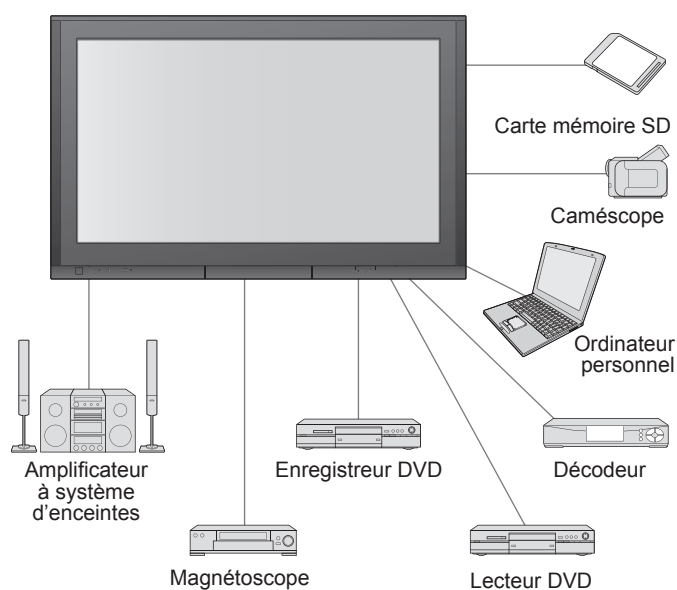 Carte mémoire SD
Caméscope
Ordinateur
personnel
Amplificateur
à système
d'enceintes
Enregistreur DVD
Décodeur
Magnétoscope
Lecteur DVD